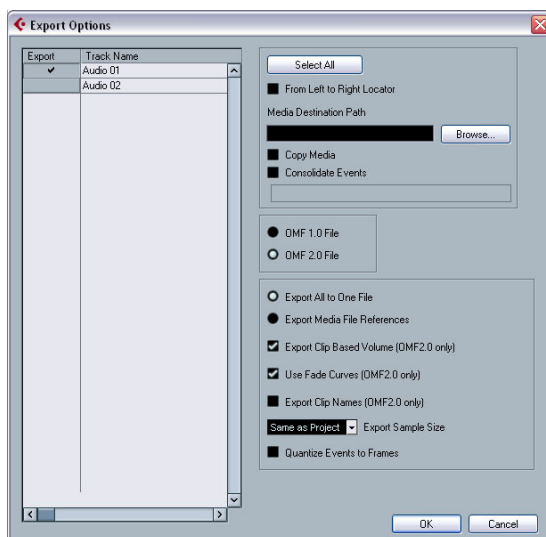 Export Options
Export Track Name
Audio 01
Audio 02
Select All
From Left to Right Locator
Media Destination Path
Browse...
Copy Media
Consolidate Events
OMF 1.0 File
OMF 2.0 File
Export All to One File
Export Media File References
Export Clip Based Volume (OMF2.0 only)
Use Fade Curves (OMF2.0 only)
Export Clip Names (OMF2.0 only)
Same as Project Export Sample Size
Quantize Events to Frames
OK Cancel